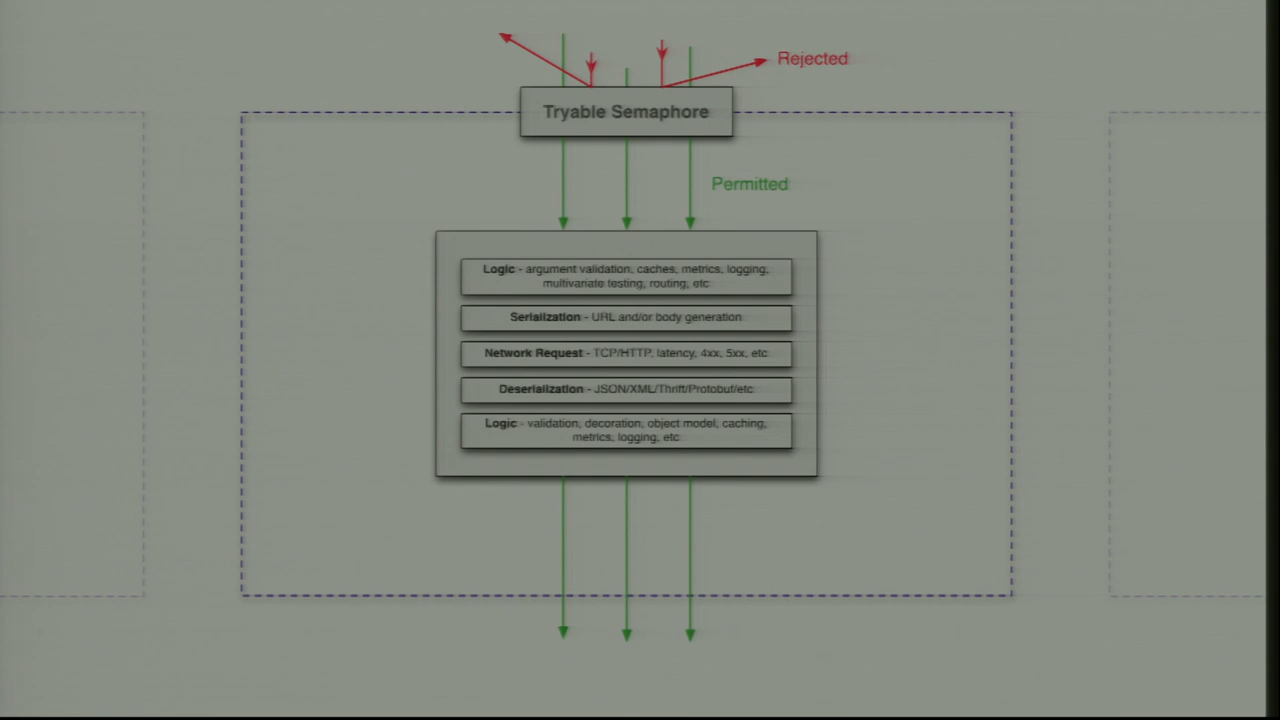 Rejected
Tryable Semaphore
Permitted
Logic - argument validation, caches, metrics, logging,
multivariate testing, routing, etc
Serialization - URL and/or body generation
Network Request - TCP/HTTP, latency, 4xx, 5xx, etc
Deserialization - JSON/XML/Thrift/Protobuf/etc
Logic - validation, decoration, object model, caching,
metrics, logging, etc